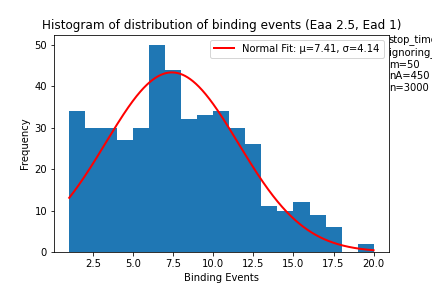 Histogram of distribution of binding events (Eaa 2.5, Ead 1)
Normal Fit: μ=7.41, σ=4.14
m=50
nA=450
n=3000
Frequency
50
40
30
20
10
0
2.5 5.0 7.5 10.0 12.5 15.0 17.5 20.0
Binding Events